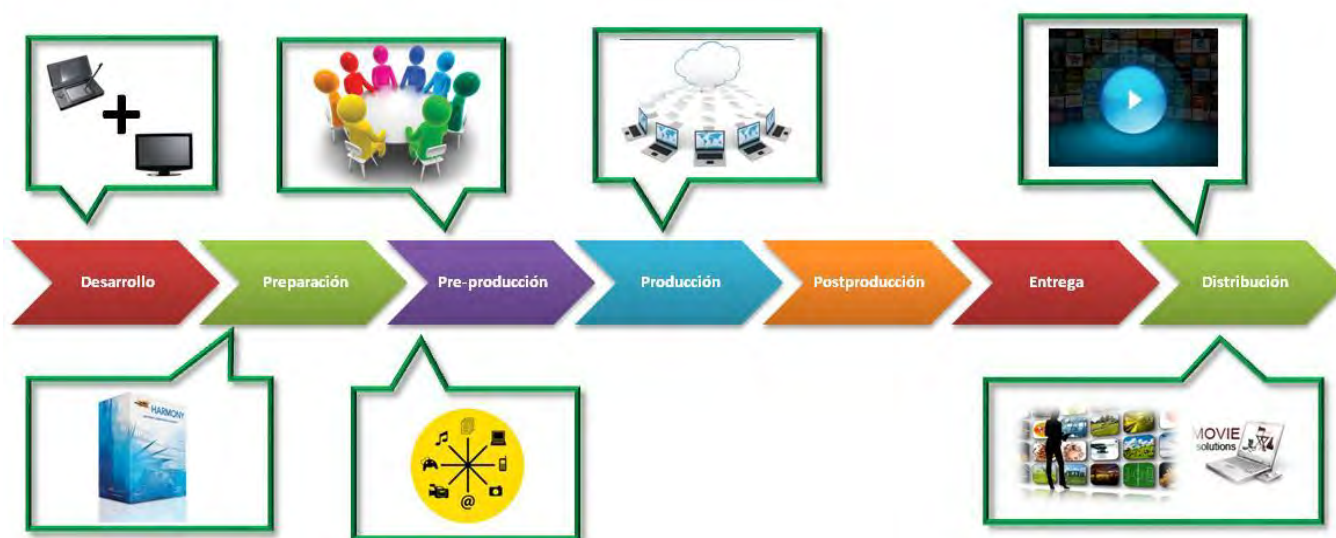 Desarrollo
Preparación
Pre-producción
Producción
Postproducción
Entrega
Distribución
HARMONY
@
MOVIE
solutions